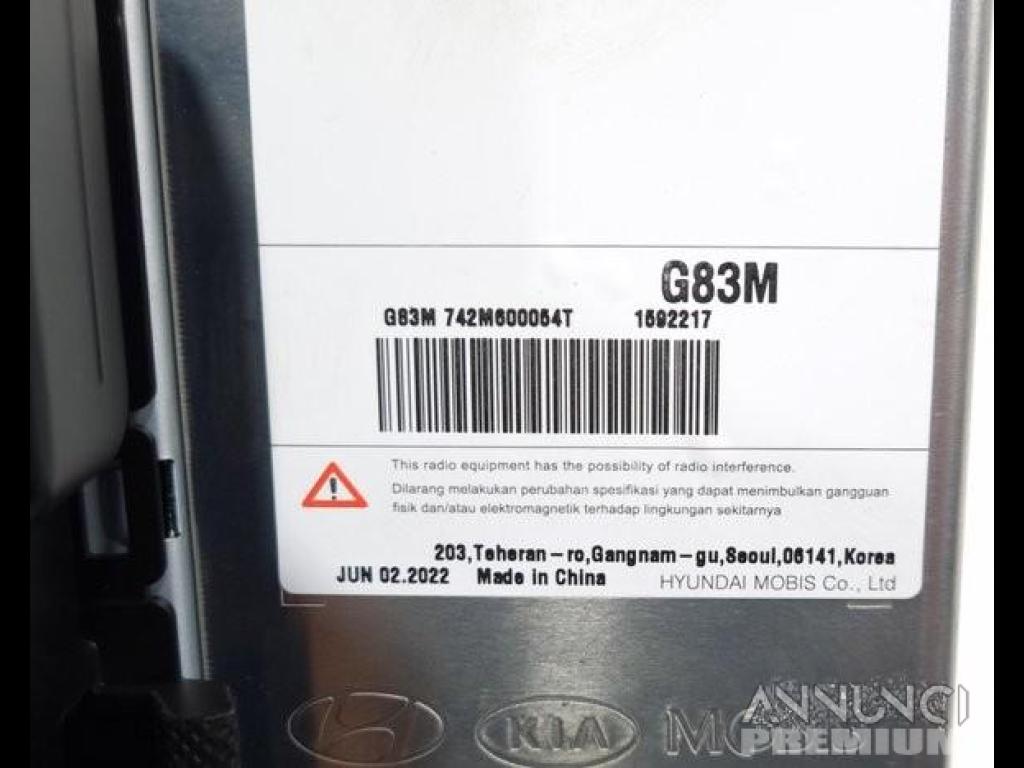 G83M
G83M 742M600054T 1592217
This radio equipment has the possibility of radio interference.
Dilarang melakukan perubahan spesifikasi yang dapat menimbulkan gangguan
fisik dan/atau elektromagnetik terhadap lingkungan sekitarnya
203,Teheran-ro,Gangnam-gu,Seoul,06141,Korea
JUN 02.2022 Made in China HYUNDAI MOBIS Co., Ltd
KIA
ANNUNCI
PREMIUM